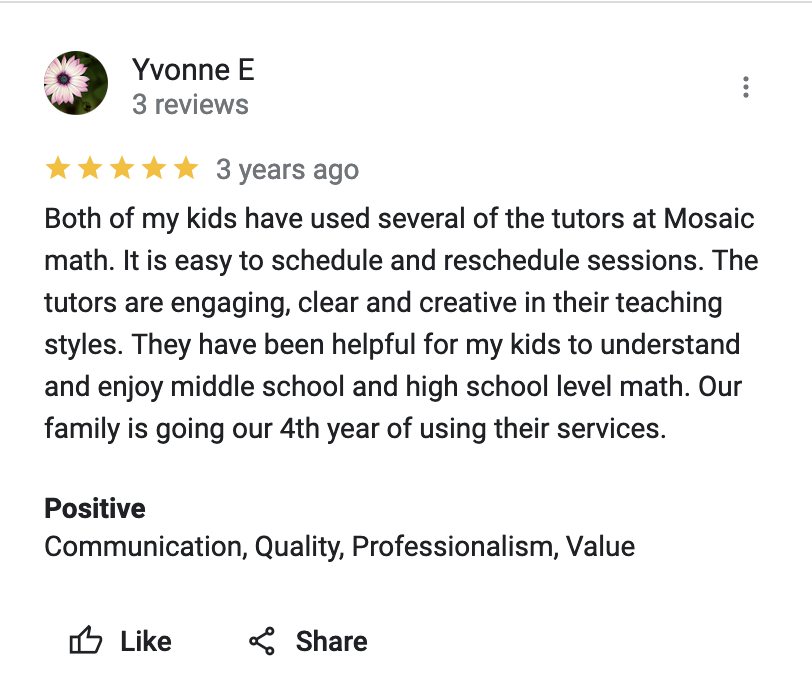 Yvonne E
3 reviews
3 years ago
Both of my kids have used several of the tutors at Mosaic
math. It is easy to schedule and reschedule sessions. The
tutors are engaging, clear and creative in their teaching
styles. They have been helpful for my kids to understand
and enjoy middle school and high school level math. Our
family is going our 4th year of using their services.
Positive
Communication, Quality, Professionalism, Value
Like Share